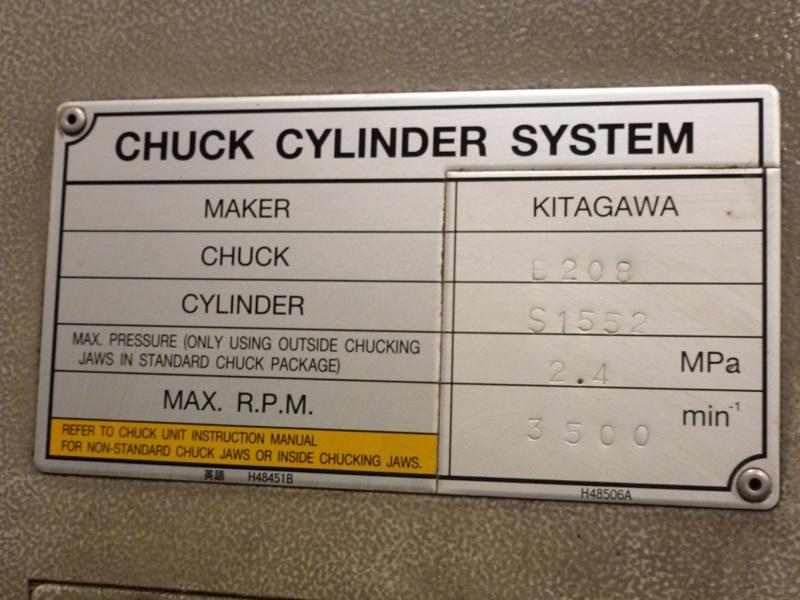 CHUCK CYLINDER SYSTEM
MAKER KITAGAWA
CHUCK B208
CYLINDER S1552
MAX. PRESSURE (ONLY USING OUTSIDE CHUCKING
JAWS IN STANDARD CHUCK PACKAGE) 2.4 MPa
MAX. R.P.M. 3500 min⁻¹
REFER TO CHUCK UNIT INSTRUCTION MANUAL
FOR NON-STANDARD CHUCK JAWS OR INSIDE CHUCKING JAWS.
英語 H48451B
H48506A